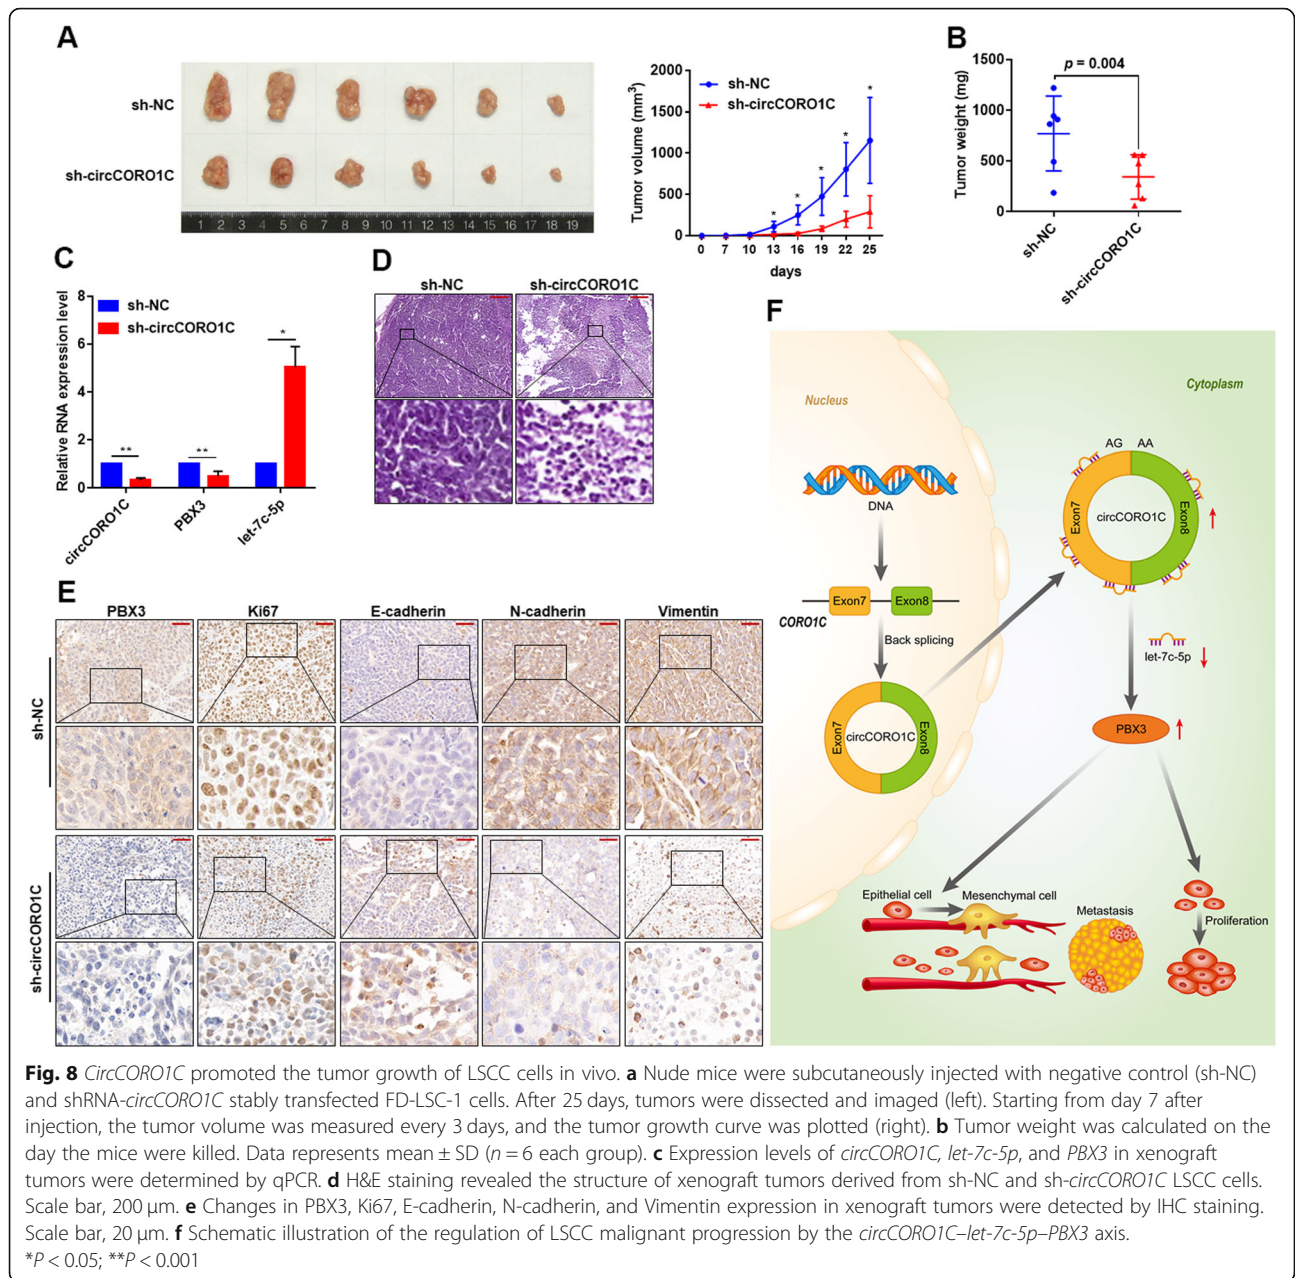 A
sh-NC
sh-circCORO1C
1 2 3 4 5 6 7 8 9 10 11 12 13 14 15 16 17 18 19
Tumor volume (mm3)
2000
1500
1000
500
0
sh-NC
sh-circCORO1C
* * * * *
0 7 10 13 16 19 22 25
days
B
Tumor weight (mg)
1500
1000
500
0
p = 0.004
sh-NC
sh-circCORO1C
C
Relative RNA expression level
8
6
4
2
0
sh-NC
sh-circCORO1C
** ** *
circCORO1C
PBX3
let-7c-5p
D
sh-NC sh-circCORO1C
E
PBX3 Ki67 E-cadherin N-cadherin Vimentin
sh-NC
sh-circCORO1C
F
Nucleus
Cytoplasm
DNA
Exon7 Exon8
CORO1C
Back splicing
Exon7 circCORO1C Exon8
AG AA
Exon7 circCORO1C Exon8
let-7c-5p
PBX3
Epithelial cell Mesenchymal cell
Metastasis
Proliferation
Fig. 8 CircCORO1C promoted the tumor growth of LSCC cells in vivo. a Nude mice were subcutaneously injected with negative control (sh-NC)
and shRNA-circCORO1C stably transfected FD-LSC-1 cells. After 25 days, tumors were dissected and imaged (left). Starting from day 7 after
injection, the tumor volume was measured every 3 days, and the tumor growth curve was plotted (right). b Tumor weight was calculated on the
day the mice were killed. Data represents mean ± SD (n = 6 each group). c Expression levels of circCORO1C, let-7c-5p, and PBX3 in xenograft
tumors were determined by qPCR. d H&E staining revealed the structure of xenograft tumors derived from sh-NC and sh-circCORO1C LSCC cells.
Scale bar, 200 μm. e Changes in PBX3, Ki67, E-cadherin, N-cadherin, and Vimentin expression in xenograft tumors were detected by IHC staining.
Scale bar, 20 μm. f Schematic illustration of the regulation of LSCC malignant progression by the circCORO1C–let-7c-5p–PBX3 axis.
*P < 0.05; **P < 0.001